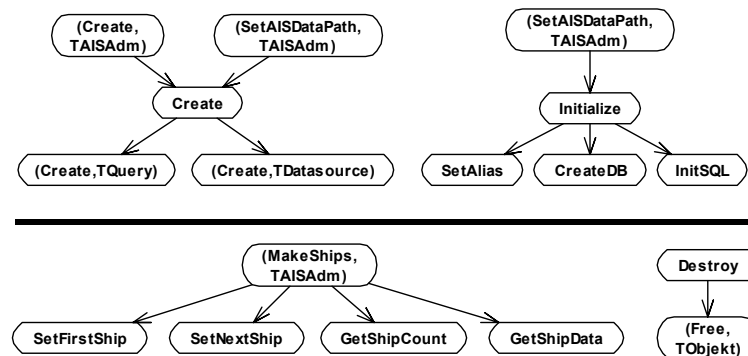 (Create,
TAISAdm)
(SetAISDataPath,
TAISAdm)
Create
(Create,TQuery)
(Create,TDatasource)
(SetAISDataPath,
TAISAdm)
Initialize
SetAlias
CreateDB
InitSQL
(MakeShips,
TAISAdm)
SetFirstShip
SetNextShip
GetShipCount
GetShipData
Destroy
(Free,
TObjekt)